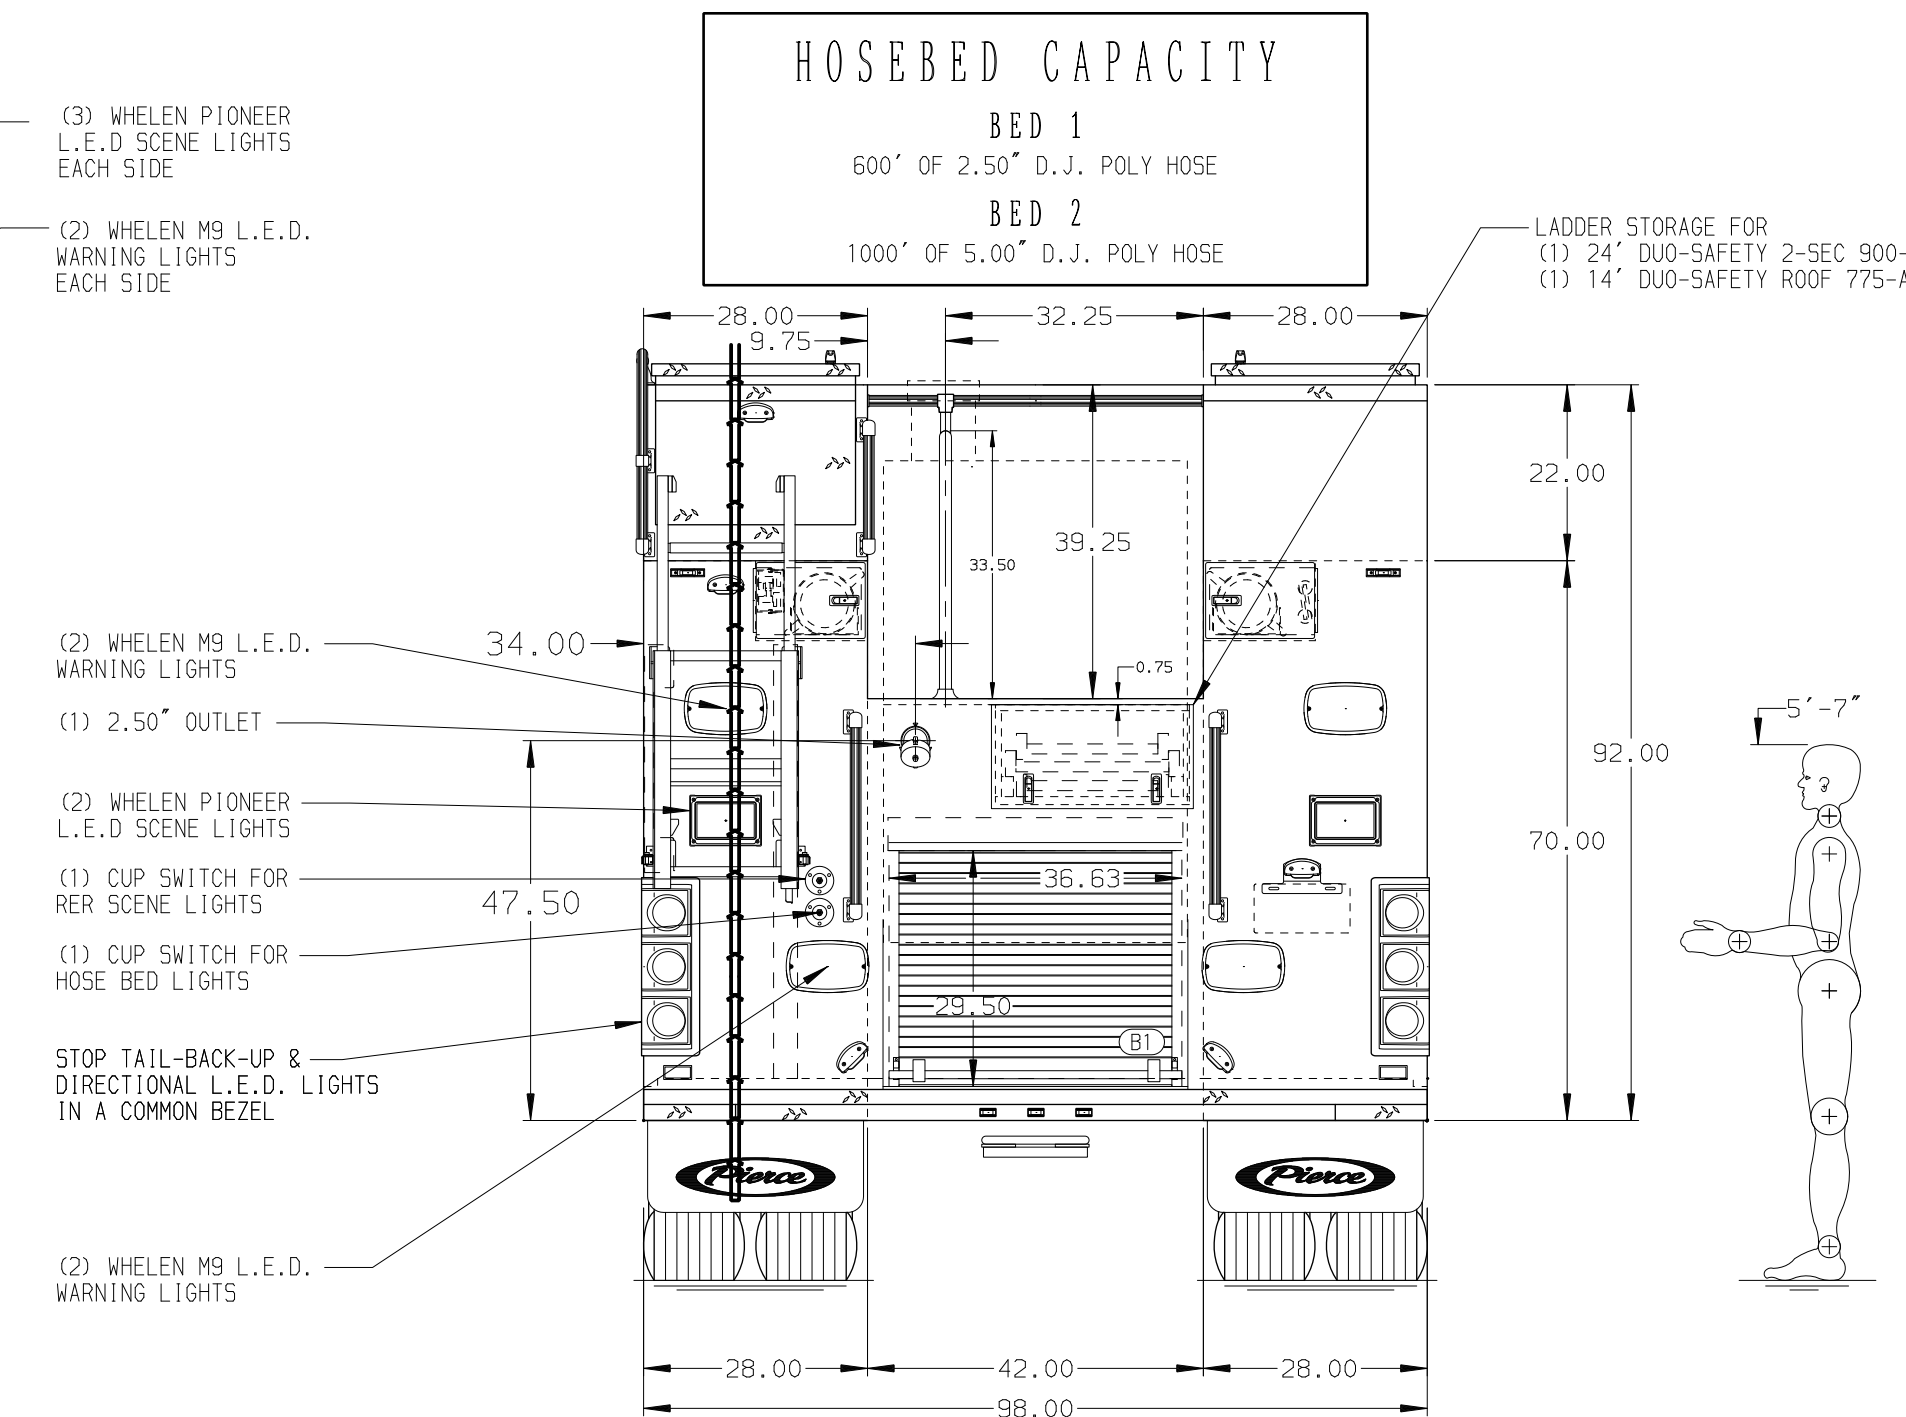 HOSEBED CAPACITY
BED 1
600' OF 2.50" D.J. POLY HOSE
BED 2
1000' OF 5.00" D.J. POLY HOSE
(3) WHELEN PIONEER
L.E.D SCENE LIGHTS
EACH SIDE
(2) WHELEN M9 L.E.D.
WARNING LIGHTS
EACH SIDE
LADDER STORAGE FOR
(1) 24' DUO-SAFETY 2-SEC 900-
(1) 14' DUO-SAFETY ROOF 775-A
28.00
32.25
28.00
9.75
22.00
39.25
33.50
34.00
0.75
(2) WHELEN M9 L.E.D.
WARNING LIGHTS
(1) 2.50" OUTLET
5'-7"
92.00
(2) WHELEN PIONEER
L.E.D SCENE LIGHTS
70.00
(1) CUP SWITCH FOR
RER SCENE LIGHTS
47.50
36.63
(1) CUP SWITCH FOR
HOSE BED LIGHTS
29.50
B1
STOP TAIL-BACK-UP &
DIRECTIONAL L.E.D. LIGHTS
IN A COMMON BEZEL
Pierce
Pierce
(2) WHELEN M9 L.E.D.
WARNING LIGHTS
28.00
42.00
28.00
98.00